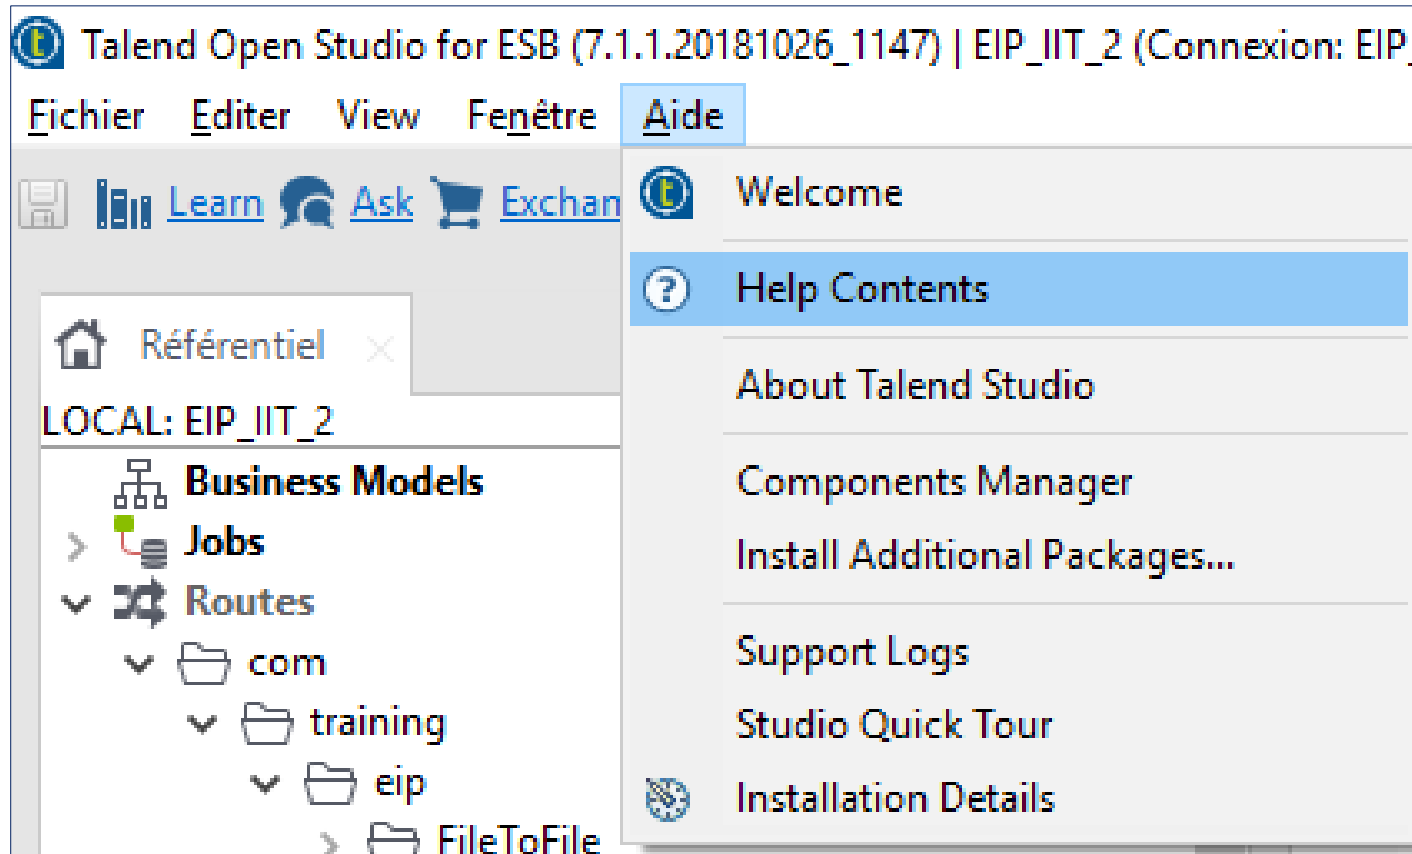 Talend Open Studio for ESB (7.1.1.20181026_1147) | EIP_IIT_2 (Connexion: EIP_
Fichier Editer View Fenêtre Aide
Learn Ask Exchan
Welcome
Help Contents
About Talend Studio
Components Manager
Install Additional Packages...
Support Logs
Studio Quick Tour
Installation Details
Référentiel
LOCAL: EIP_IIT_2
Business Models
Jobs
Routes
com
training
eip
FileToFile